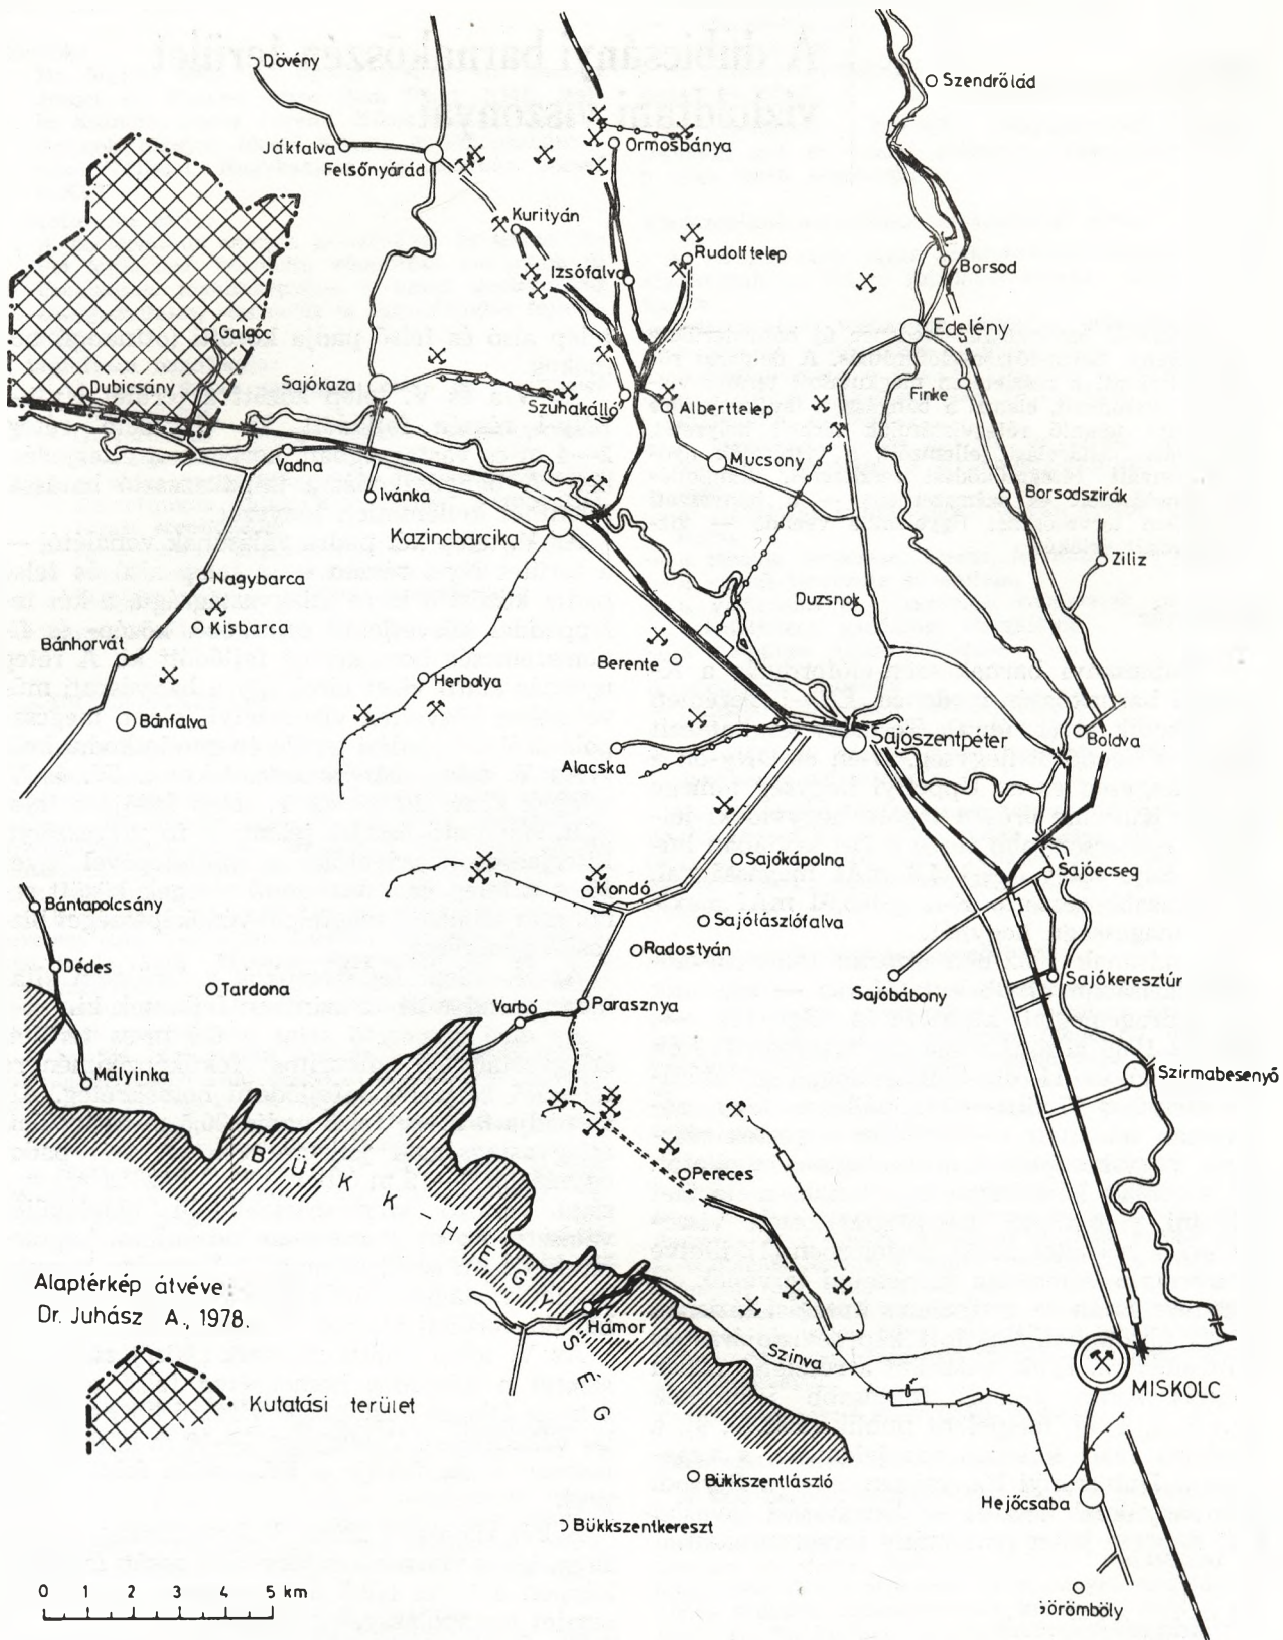 Dövény
Szendrőlád
Jákfalva
Felsőnyárád
Ormosbánya
Kurityán
Izsófalva
Rudolftelep
Borsod
Edelény
Galgóc
Dubicsány
Sajókaza
Szuhakálló
Alberttelep
Finke
Vadna
Mucsony
Ivánka
Borsodszirák
Kazincbarcika
Ziliz
Nagybarca
Kisbarca
Duzsnok
Bánhorvát
Berente
Herbolya
Bánfalva
Sajószentpéter
Boldva
Alacska
Sajókápolna
Sajóecseg
Kondó
Bántapolcsány
Sajólászlófalva
Radostyán
Dédes
Tardona
Sajóbábony
Sajókeresztúr
Varbó
Parasznya
Mályinka
Szirmabesenyő
Pereces
BÜKK-HEGYSÉG
Alaptérkép átvéve:
Dr. Juhász A., 1978.
Hámor
Szinva
MISKOLC
Kutatási terület
Bükkszentlászló
Hejőcsaba
Bükkszentkereszt
0 1 2 3 4 5 km